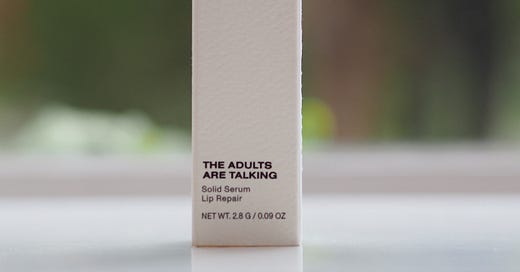 THE ADULTS
ARE TALKING
Solid Serum
Lip Repair
NET WT. 2.8 G / 0.09 OZ